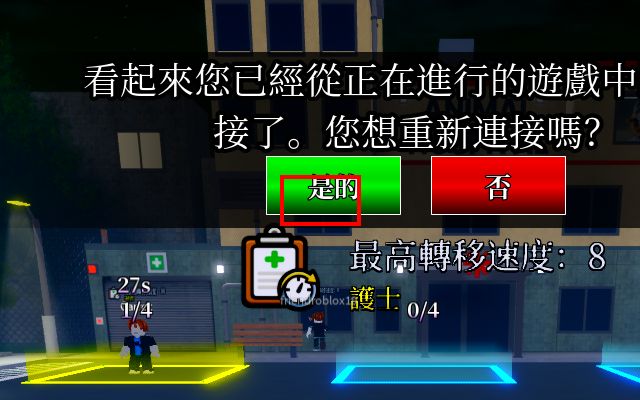 看起來您已經從正在進行的遊戲中
接了。您想重新連接嗎？
是的
否
最高轉移速度：8
27s
1/4
護士
0/4